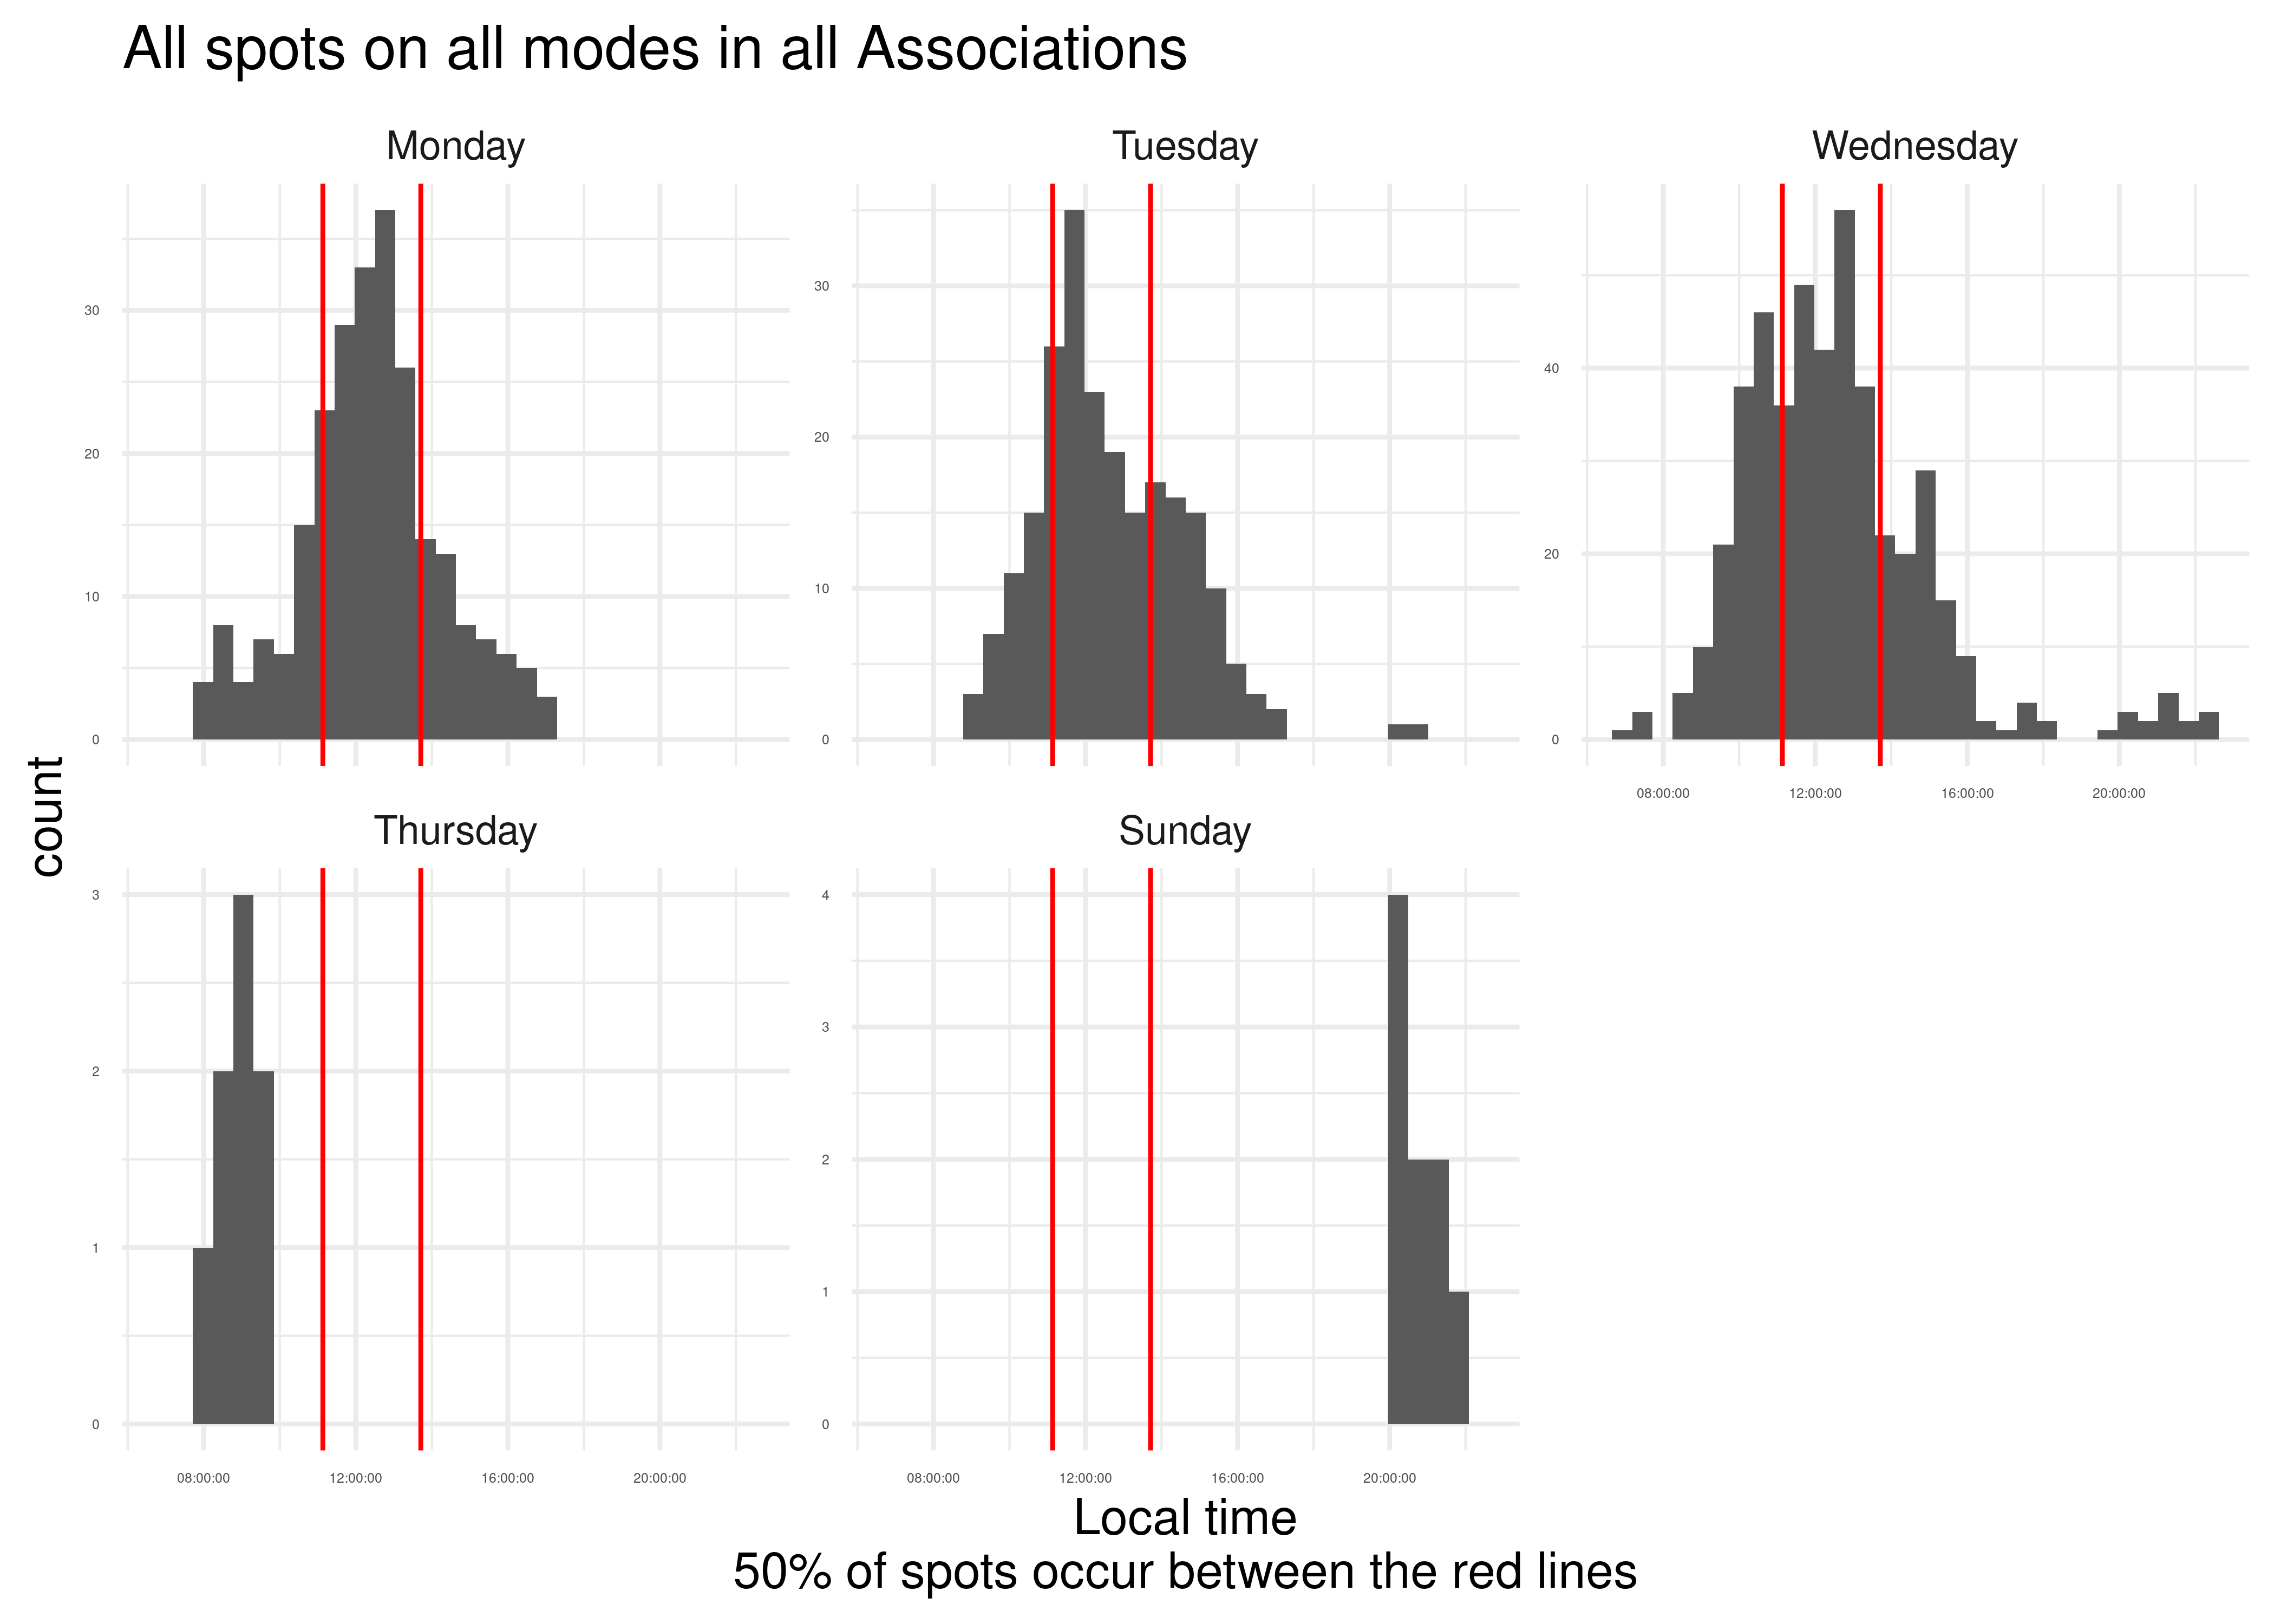 All spots on all modes in all Associations
Monday
Tuesday
Wednesday
30
20
10
0
30
20
10
0
40
20
0
08:00:00 12:00:00 16:00:00 20:00:00
count
Thursday
Sunday
3
2
1
0
4
3
2
1
0
08:00:00 12:00:00 16:00:00 20:00:00
08:00:00 12:00:00 16:00:00 20:00:00
Local time
50% of spots occur between the red lines